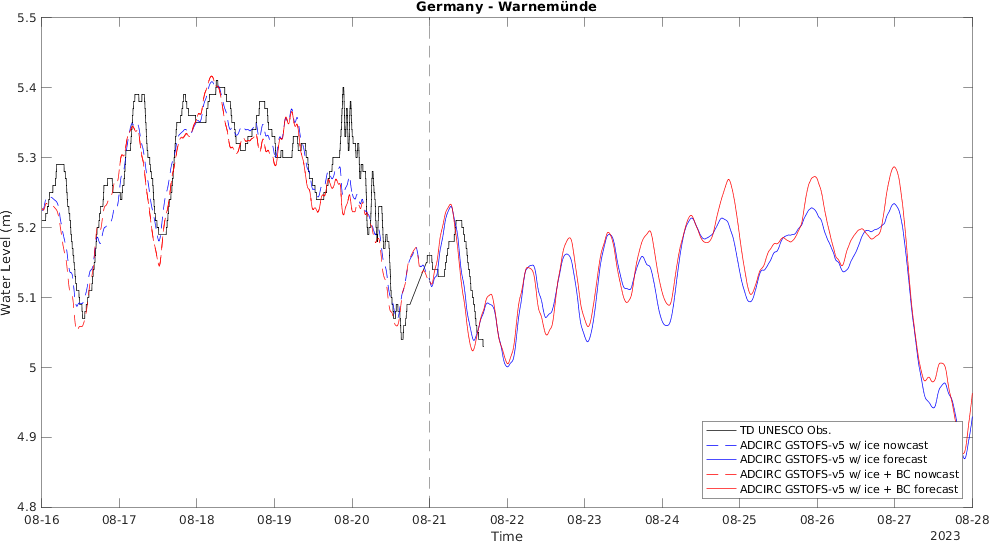 Germany - Warnemünde
5.5
5.4
5.3
5.2
5.1
5
4.9
4.8
Water Level (m)
TD UNESCO Obs.
ADCIRC GSTOFS-v5 w/ ice nowcast
ADCIRC GSTOFS-v5 w/ ice forecast
ADCIRC GSTOFS-v5 w/ ice + BC nowcast
ADCIRC GSTOFS-v5 w/ ice + BC forecast
08-16 08-17 08-18 08-19 08-20 08-21 08-22 08-23 08-24 08-25 08-26 08-27 08-28
Time
2023